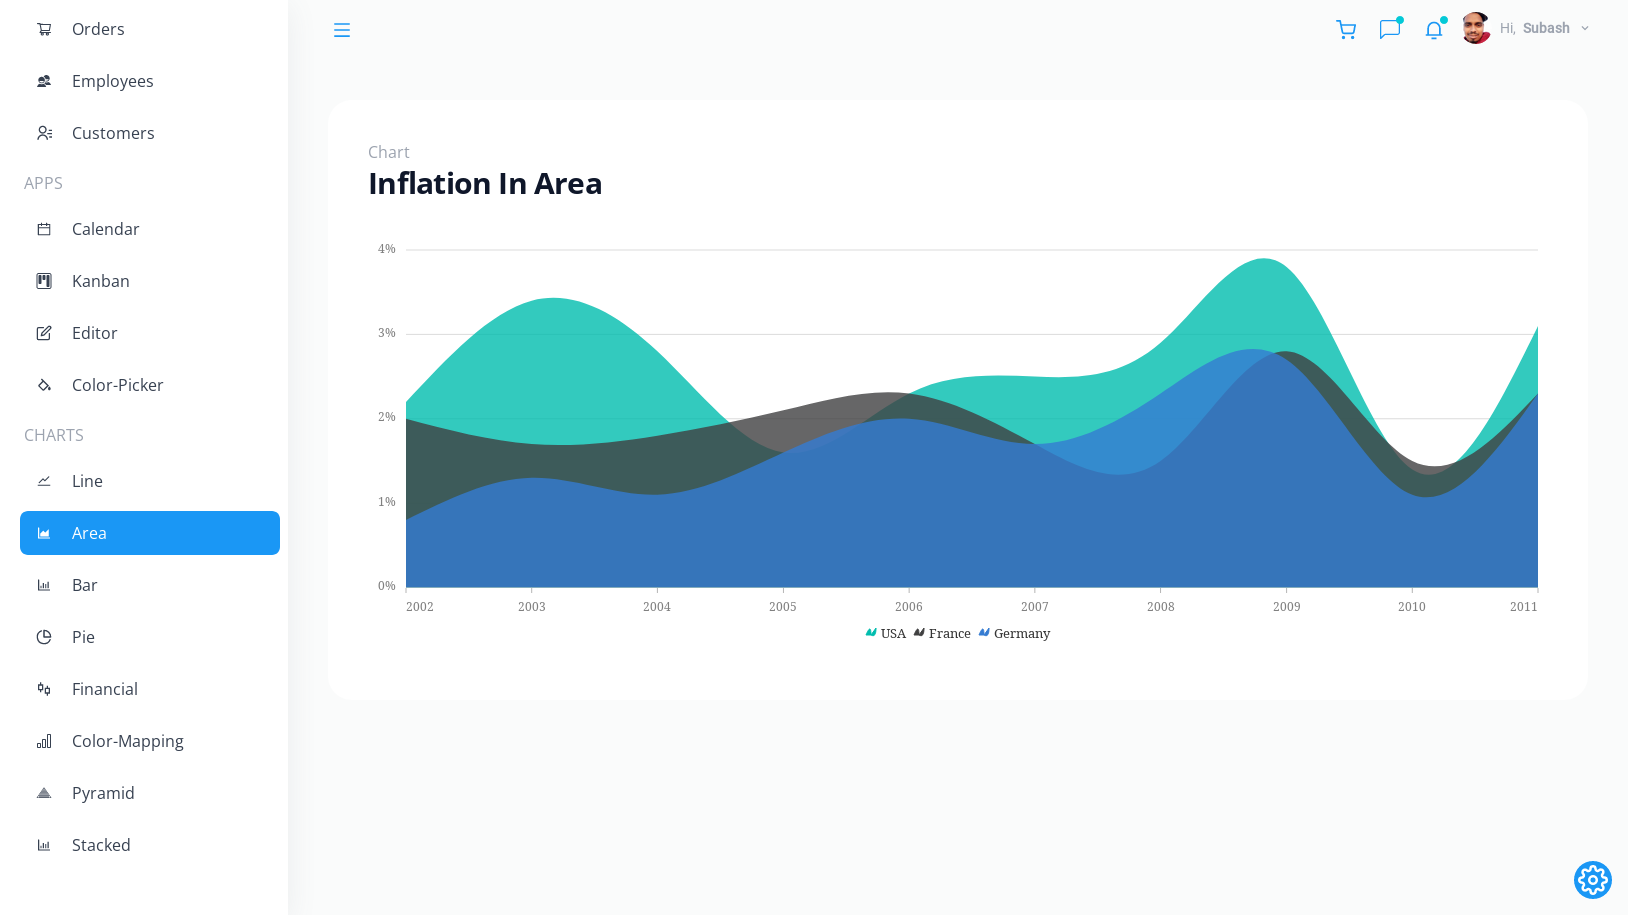 Orders
Employees
Customers
APPS
Calendar
Kanban
Editor
Color-Picker
CHARTS
Line
Area
Bar
Pie
Financial
Color-Mapping
Pyramid
Stacked
Hi, Subash
Chart
Inflation In Area
4%
3%
2%
1%
0%
2002 2003 2004 2005 2006 2007 2008 2009 2010 2011
USA France Germany